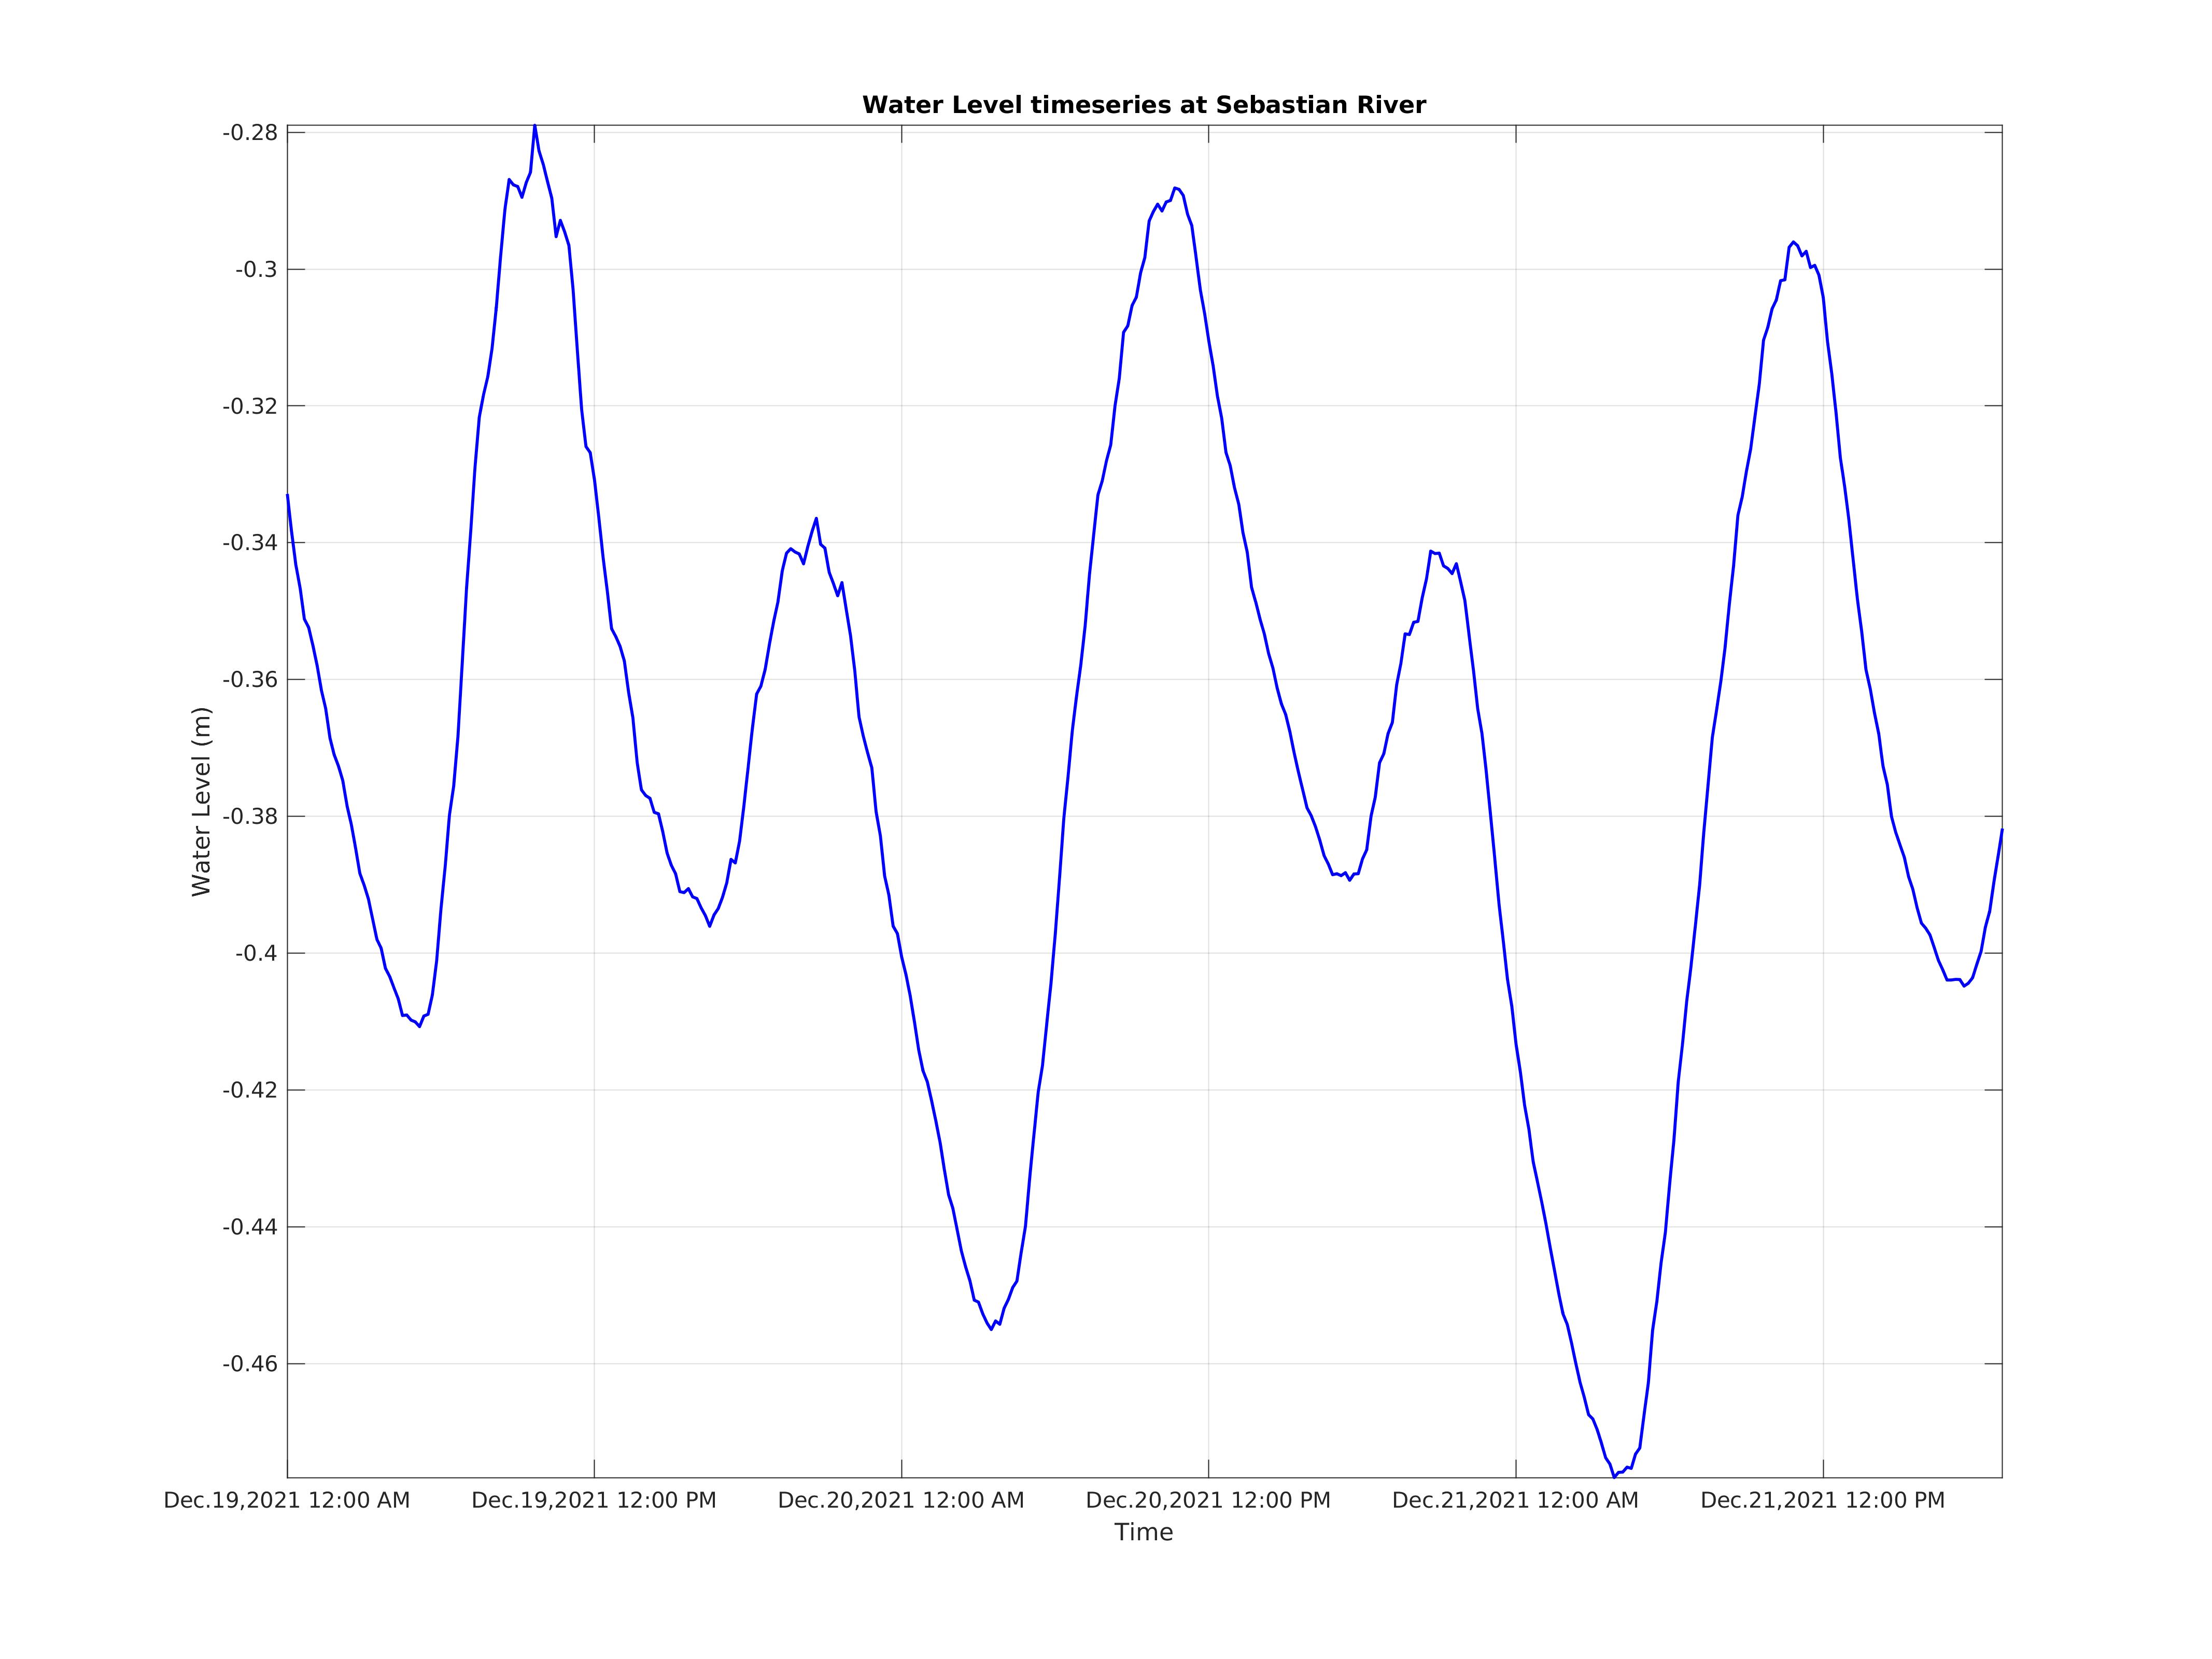 Water Level timeseries at Sebastian River
-0.28
-0.3
-0.32
-0.34
-0.36
-0.38
-0.4
-0.42
-0.44
-0.46
Water Level (m)
Dec.19,2021 12:00 AM
Dec.19,2021 12:00 PM
Dec.20,2021 12:00 AM
Dec.20,2021 12:00 PM
Dec.21,2021 12:00 AM
Dec.21,2021 12:00 PM
Time